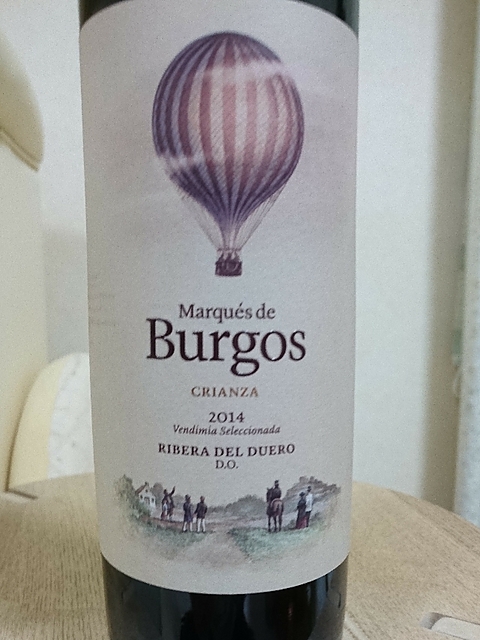 Marqués de
Burgos
CRIANZA
2014
Vendimia Seleccionada
RIBERA DEL DUERO
D.O.